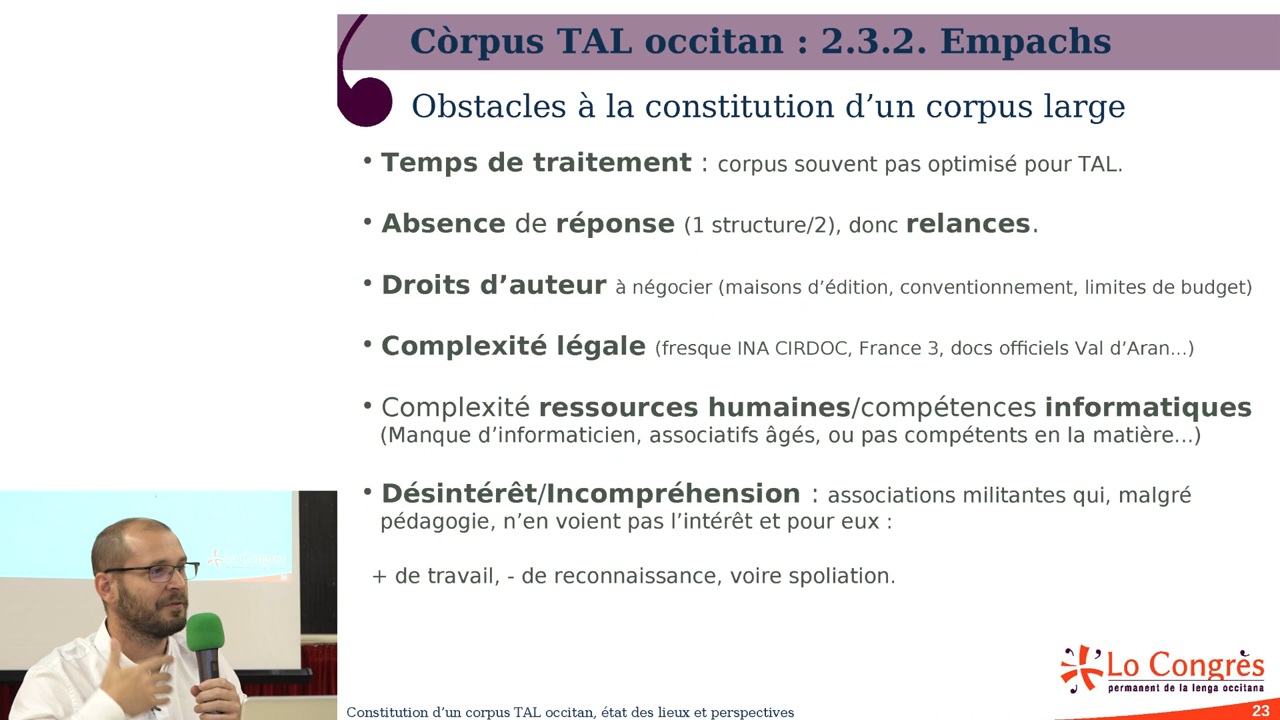 Còrpus TAL occitan : 2.3.2. Empachs
Obstacles à la constitution d’un corpus large
• Temps de traitement : corpus souvent pas optimisé pour TAL.
• Absence de réponse (1 structure/2), donc relances.
• Droits d’auteur à négocier (maisons d’édition, conventionnement, limites de budget)
• Complexité légale (fresque INA CIRDOC, France 3, docs officiels Val d’Aran...)
• Complexité ressources humaines/compétences informatiques
(Manque d’informaticien, associatifs âgés, ou pas compétents en la matière...)
• Désintérêt/Incompréhension : associations militantes qui, malgré
pédagogie, n’en voient pas l’intérêt et pour eux :
+ de travail, - de reconnaissance, voire spoliation.
Lo Congrès
Lo Congrès
permanent de la lenga occitana
Constitution d’un corpus TAL occitan, état des lieux et perspectives
23